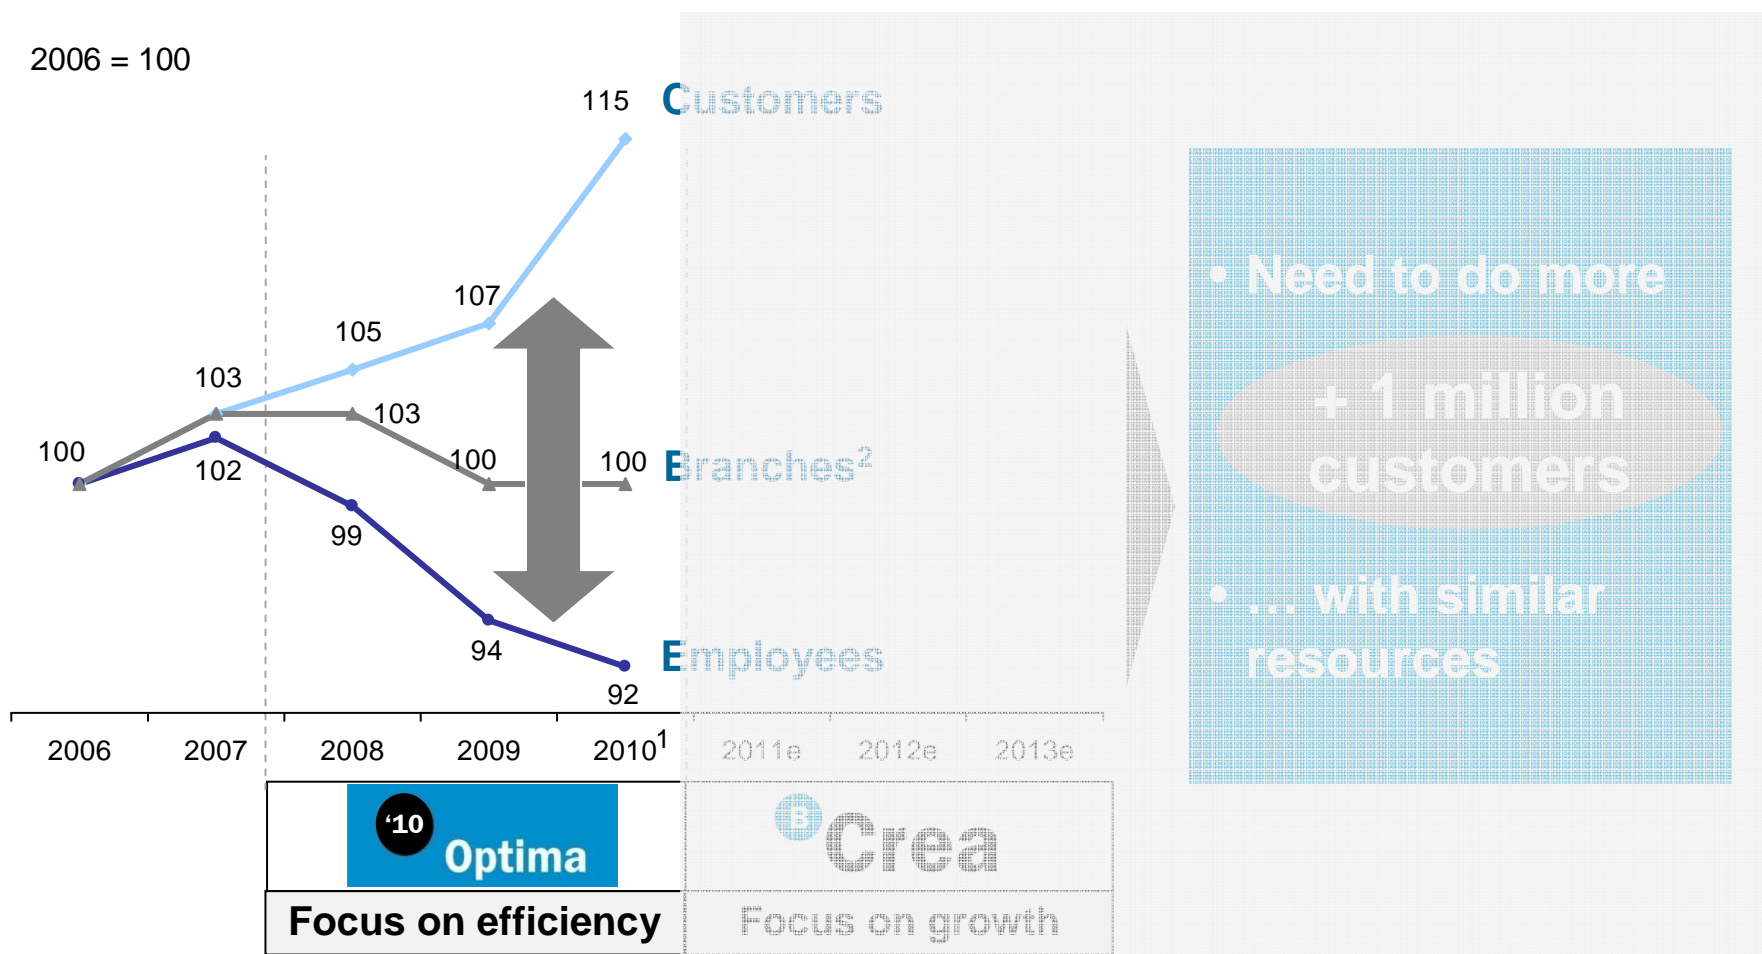 2006 = 100
115
Customers
107
105
103
103
100
100
100
Branches²
102
99
94
92
Employees
2006 2007 2008 2009 2010¹ 2011e 2012e 2013e
‘10
Optima
B
Crea
Focus on efficiency
Focus on growth
• Need to do more
+ 1 million
customers
• ... with similar
resources